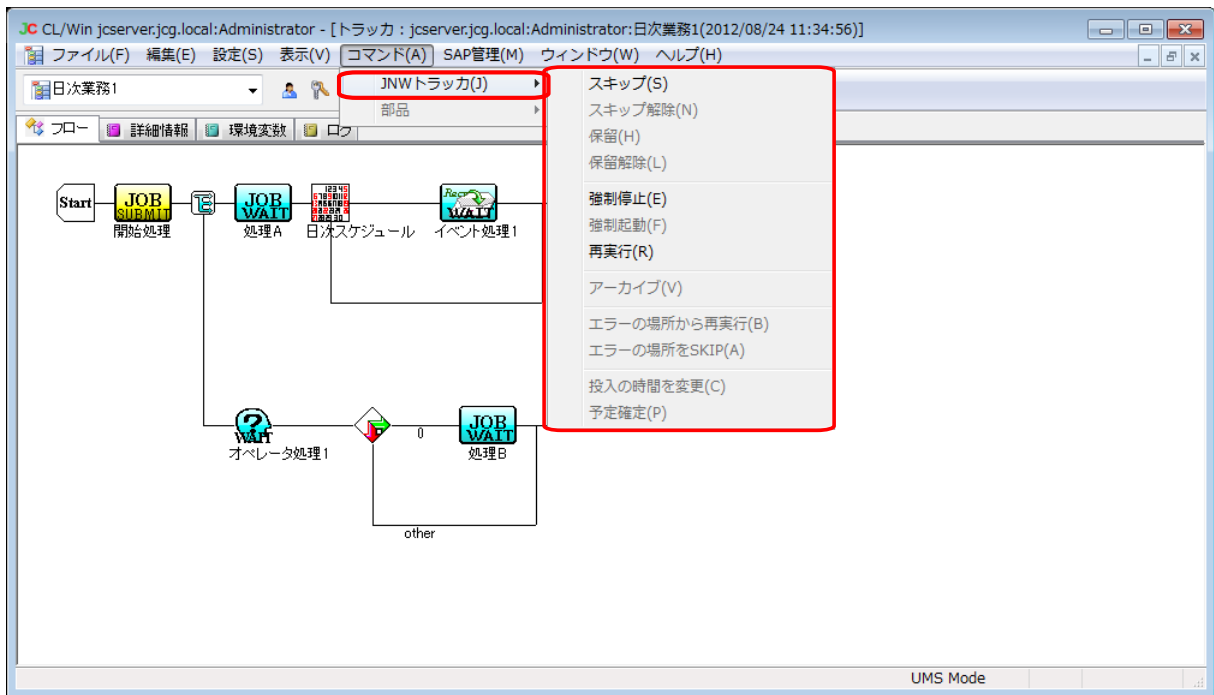 JC CL/Win jcserver.jcg.local:Administrator - [トラッカ : jcserver.jcg.local:Administrator:日次業務1(2012/08/24 11:34:56)]
ファイル(F) 編集(E) 設定(S) 表示(V) コマンド(A) SAP管理(M) ウィンドウ(W) ヘルプ(H)
日次業務1
JNWトラッカ(J)
部品
スキップ(S)
スキップ解除(N)
保留(H)
保留解除(L)
強制停止(E)
強制起動(F)
再実行(R)
アーカイブ(V)
エラーの場所から再実行(B)
エラーの場所をSKIP(A)
投入の時間を変更(C)
予定確定(P)
フロー 詳細情報 環境変数 ログ
Start
JOB SUBMIT
開始処理
JOB WAIT
処理A
日次スケジュール
WAIT
イベント処理1
WAIT
オペレータ処理1
0
JOB WAIT
処理B
other
UMS Mode